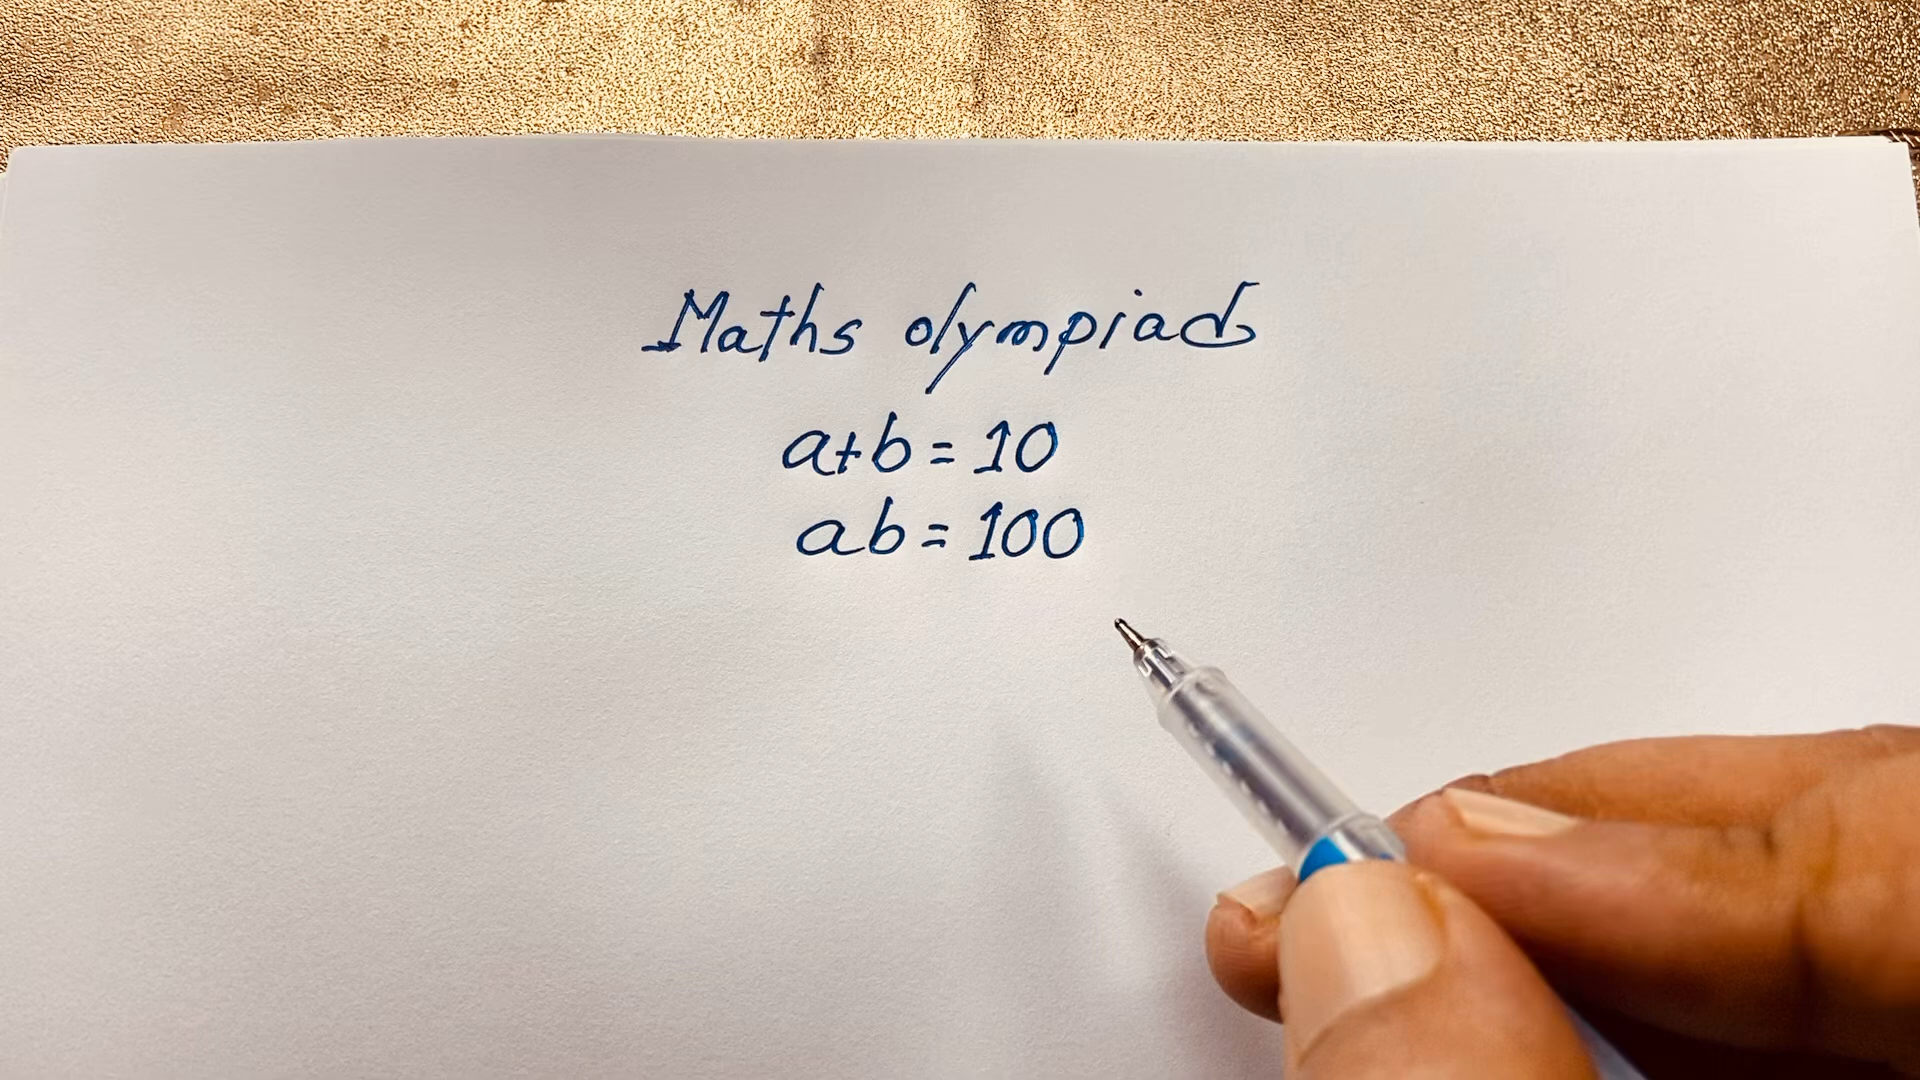 Maths olympiad
a+b = 10
ab = 100